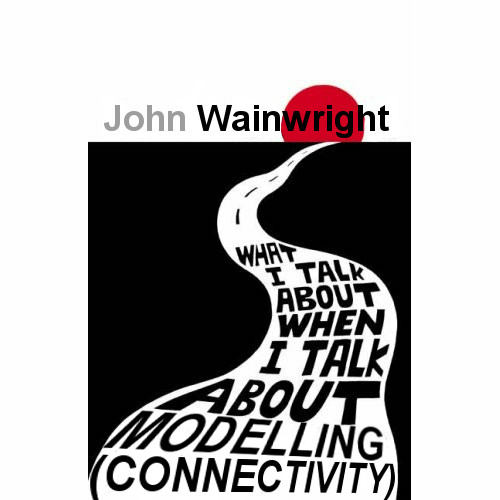 John Wainwright
WHAT
I TALK
ABOUT
WHEN
I TALK
ABOUT
MODELLING
(CONNECTIVITY)